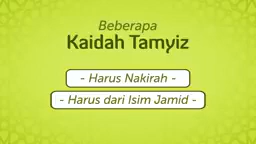 Beberapa
Kaidah Tamyiz
- Harus Nakirah -
- Harus dari Isim Jamid -